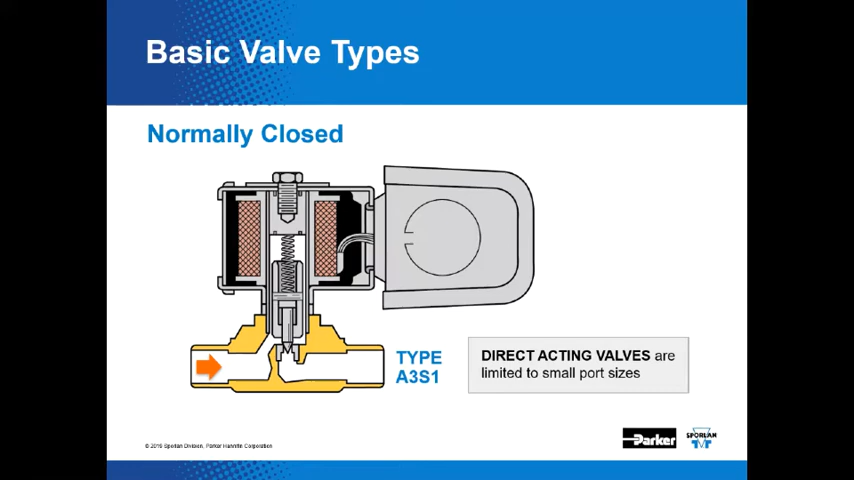 Basic Valve Types
Normally Closed
TYPE
A3S1
DIRECT ACTING VALVES are
limited to small port sizes
© 2015 Sporlan Division, Parker Hannifin Corporation
Parker
SPORLAN